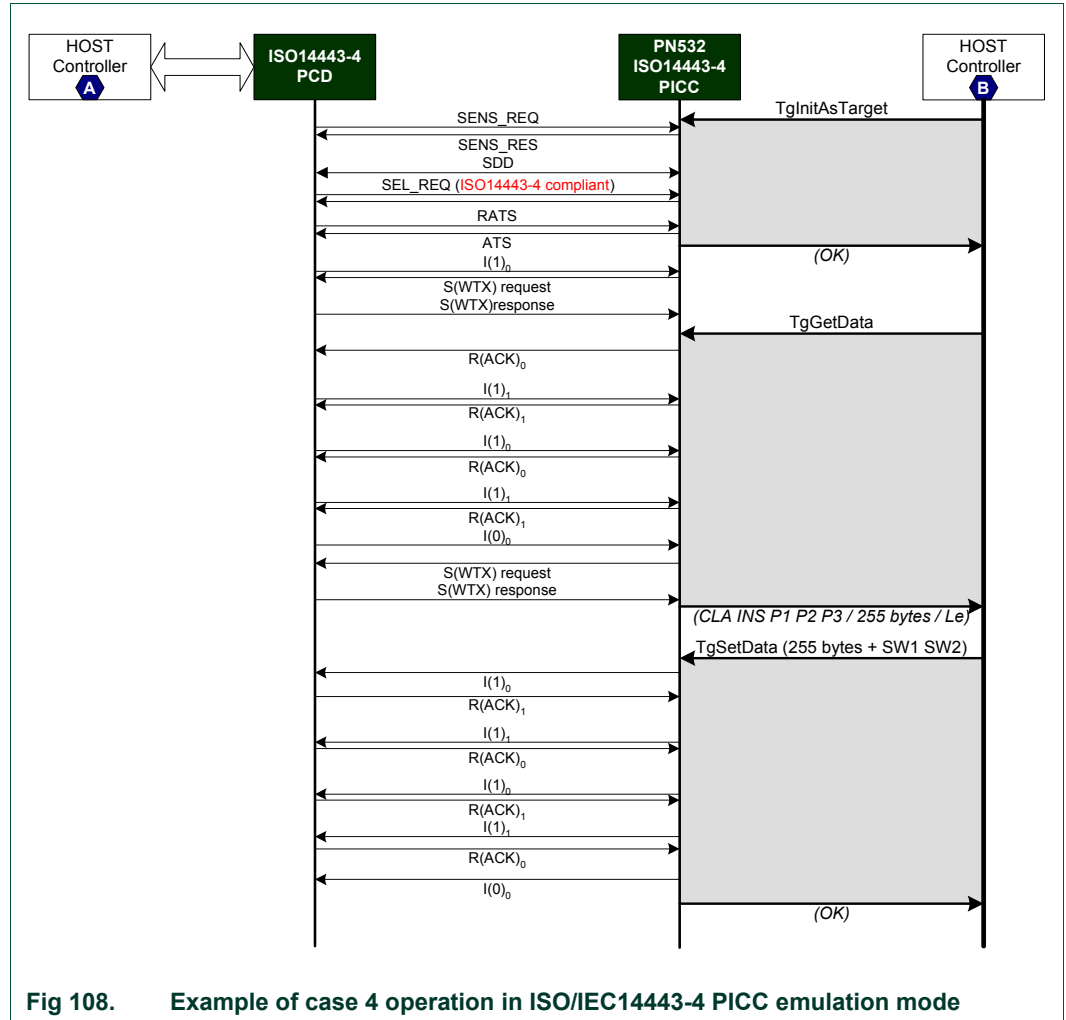 HOST
Controller
A
ISO14443-4
PCD
PN532
ISO14443-4
PICC
HOST
Controller
B
TgInitAsTarget
SENS_REQ
SENS_RES
SDD
SEL_REQ (ISO14443-4 compliant)
RATS
ATS
(OK)
I(1)₀
S(WTX) request
S(WTX)response
TgGetData
R(ACK)₀
I(1)₁
R(ACK)₁
I(1)₀
R(ACK)₀
I(1)₁
R(ACK)₁
I(0)₀
S(WTX) request
S(WTX) response
(CLA INS P1 P2 P3 / 255 bytes / Le)
TgSetData (255 bytes + SW1 SW2)
I(1)₀
R(ACK)₁
I(1)₁
R(ACK)₀
I(1)₀
R(ACK)₁
I(1)₁
R(ACK)₀
I(0)₀
(OK)
Fig 108. Example of case 4 operation in ISO/IEC14443-4 PICC emulation mode